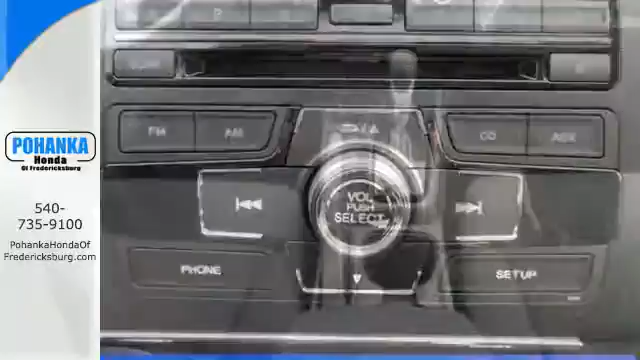 POHANKA
Honda
Of Fredericksburg
540-
735-9100
PohankaHondaOf
Fredericksburg.com
FM
AM
CD
AUX
VOL
PUSH
SELECT
PHONE
SETUP